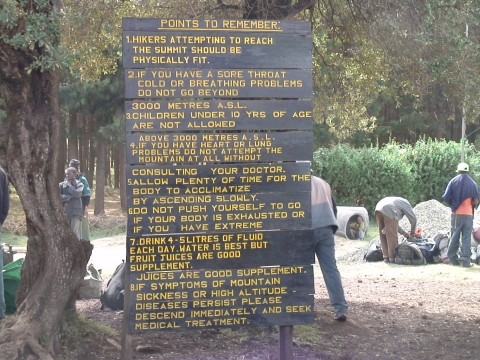 POINTS TO REMEMBER:
1.HIKERS ATTEMPTING TO REACH
THE SUMMIT SHOULD BE
PHYSICALLY FIT.
2.IF YOU HAVE A SORE THROAT
COLD OR BREATHING PROBLEMS
DO NOT GO BEYOND
3000 METRES A.S.L.
3.CHILDREN UNDER 10 YRS OF AGE
ARE NOT ALLOWED
ABOVE 3000 METRES A.S.L.
4.IF YOU HAVE HEART OR LUNG
PROBLEMS DO NOT ATTEMPT THE
MOUNTAIN AT ALL WITHOUT
CONSULTING YOUR DOCTOR.
5.ALLOW PLENTY OF TIME FOR THE
BODY TO ACCLIMATIZE
BY ASCENDING SLOWLY.
6.DO NOT PUSH YOURSELF TO GO
IF YOUR BODY IS EXHAUSTED OR
IF YOU HAVE EXTREME
7.DRINK 4-5 LITRES OF FLUID
EACH DAY.WATER IS BEST BUT
FRUIT JUICES ARE GOOD
SUPPLEMENT.
JUICES ARE GOOD SUPPLEMENT.
8.IF SYMPTOMS OF MOUNTAIN
SICKNESS OR HIGH ALTITUDE
DISEASES PERSIST PLEASE
DESCEND IMMEDIATELY AND SEEK
MEDICAL TREATMENT.